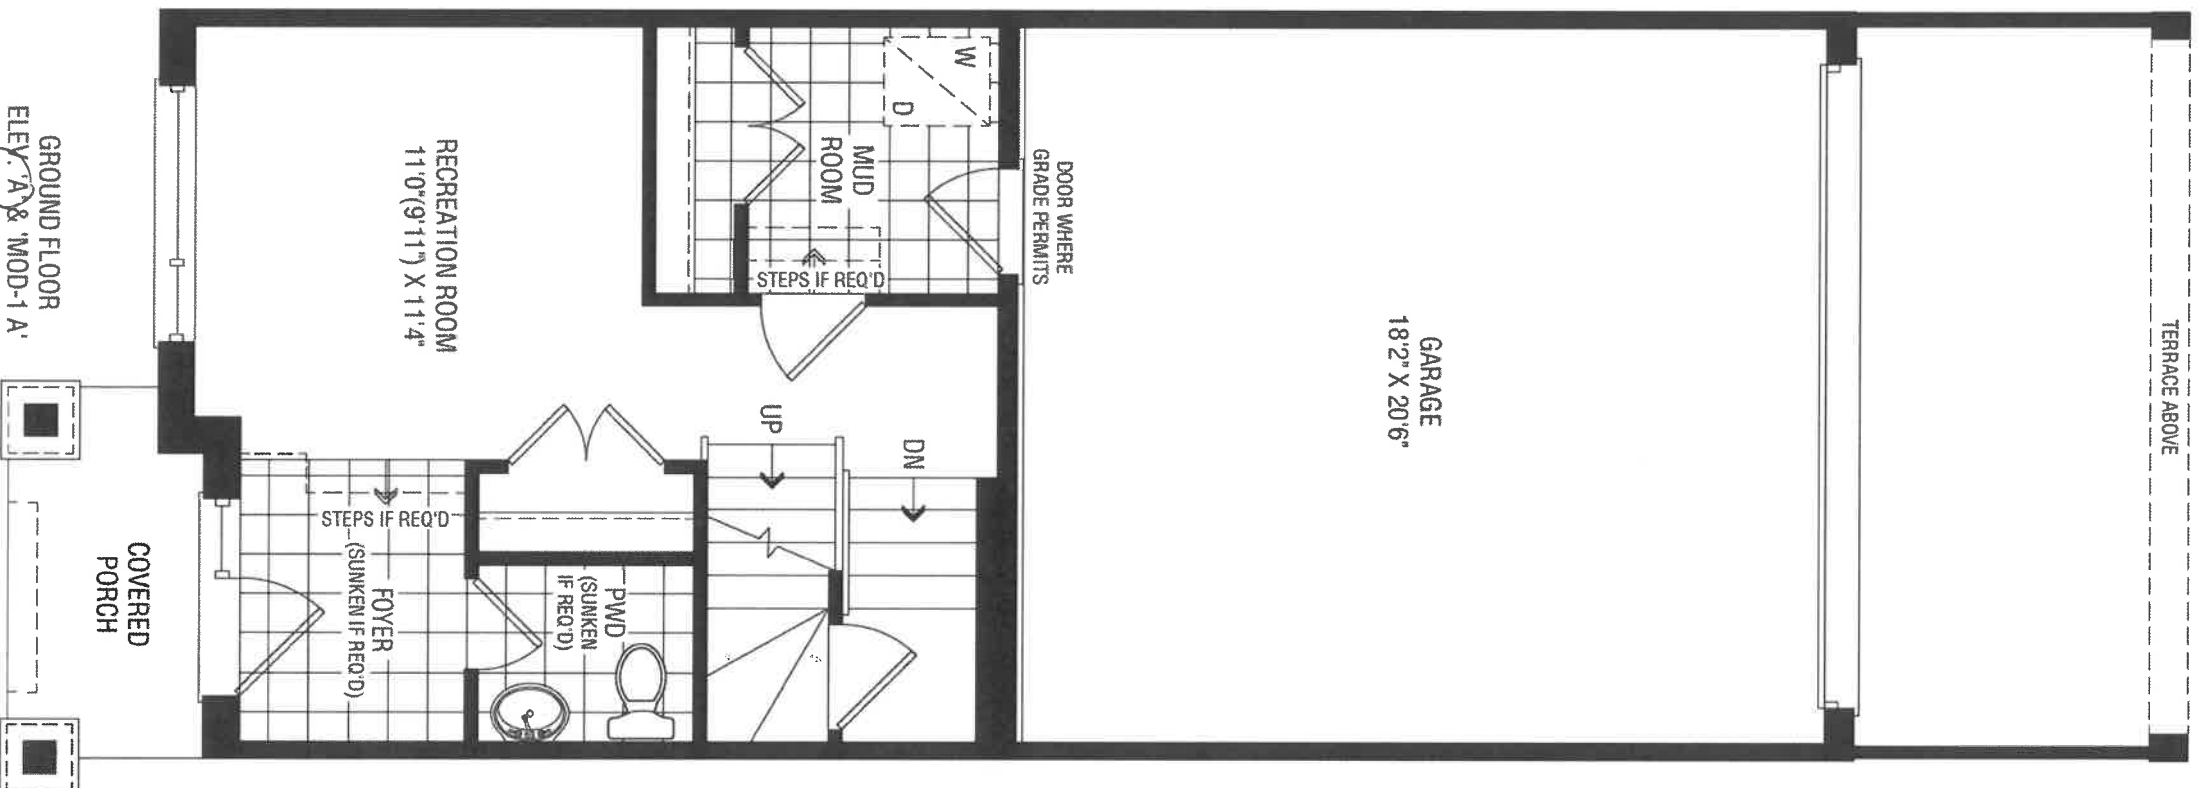 TERRACE ABOVE
GARAGE
18'2" X 20'6"
DOOR WHERE
GRADE PERMITS
W
D
MUD
ROOM
STEPS IF REQ'D
DN
UP
RECREATION ROOM
11'0"(9'11") X 11'4"
PWD
(SUNKEN
IF REQ'D)
STEPS IF REQ'D
FOYER
(SUNKEN IF REQ'D)
COVERED
PORCH
GROUND FLOOR
ELEV. 'A' & 'MOD-1 A'